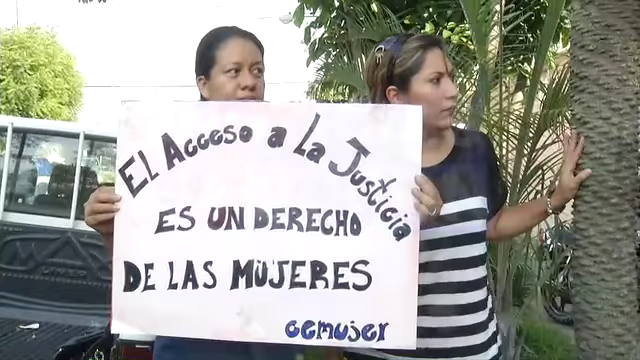 El Acceso a la Justicia
ES UN DERECHO
DE LAS MUJERES
cemujer